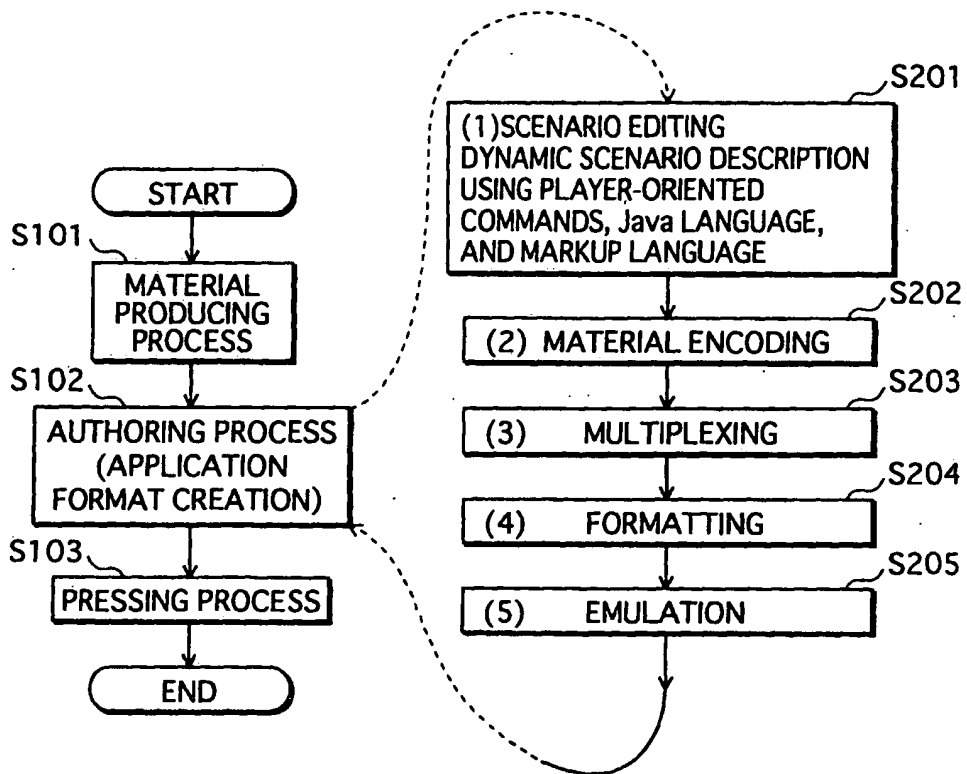 START
S101
MATERIAL
PRODUCING
PROCESS
S102
AUTHORING PROCESS
(APPLICATION
FORMAT CREATION)
S103
PRESSING PROCESS
END
S201
(1)SCENARIO EDITING
DYNAMIC SCENARIO DESCRIPTION
USING PLAYER-ORIENTED
COMMANDS, Java LANGUAGE,
AND MARKUP LANGUAGE
S202
(2) MATERIAL ENCODING
S203
(3) MULTIPLEXING
S204
(4) FORMATTING
S205
(5) EMULATION